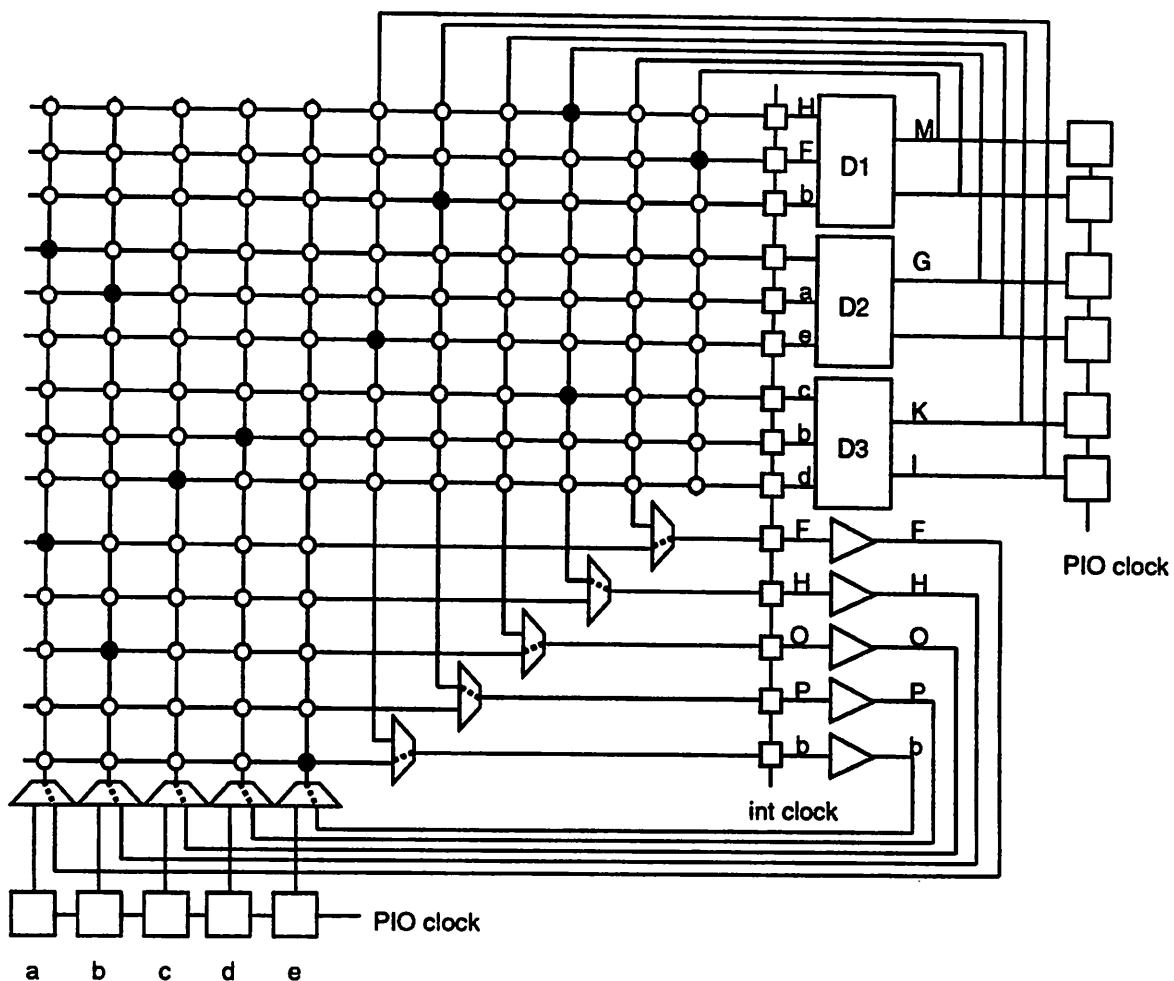 H
F
b
D1
M
a
e
D2
G
c
b
d
D3
K
I
F F
H H
O O
P P
b b
int clock
PIO clock
PIO clock
a b c d e